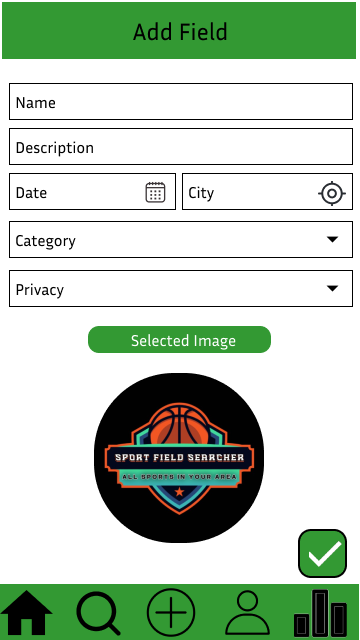 Add Field
Name
Description
Date
City
Category
Privacy
Selected Image
SPORT FIELD SEARCHER
ALL SPORTS IN YOUR AREA